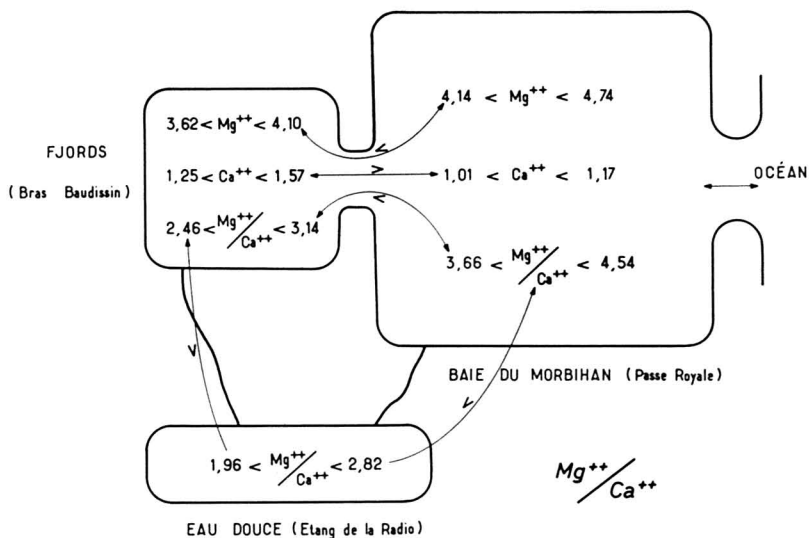 FJORDS
(Bras Baudissin)
3,62 < Mg++ < 4,10
1,25 < Ca++ < 1,57
2,46 < Mg++/Ca++ < 3,14
<
>
<
4,14 < Mg++ < 4,74
1,01 < Ca++ < 1,17
3,66 < Mg++/Ca++ < 4,54
OCÉAN
BAIE DU MORBIHAN (Passe Royale)
<
<
1,96 < Mg++/Ca++ < 2,82
EAU DOUCE (Etang de la Radio)
Mg++/Ca++